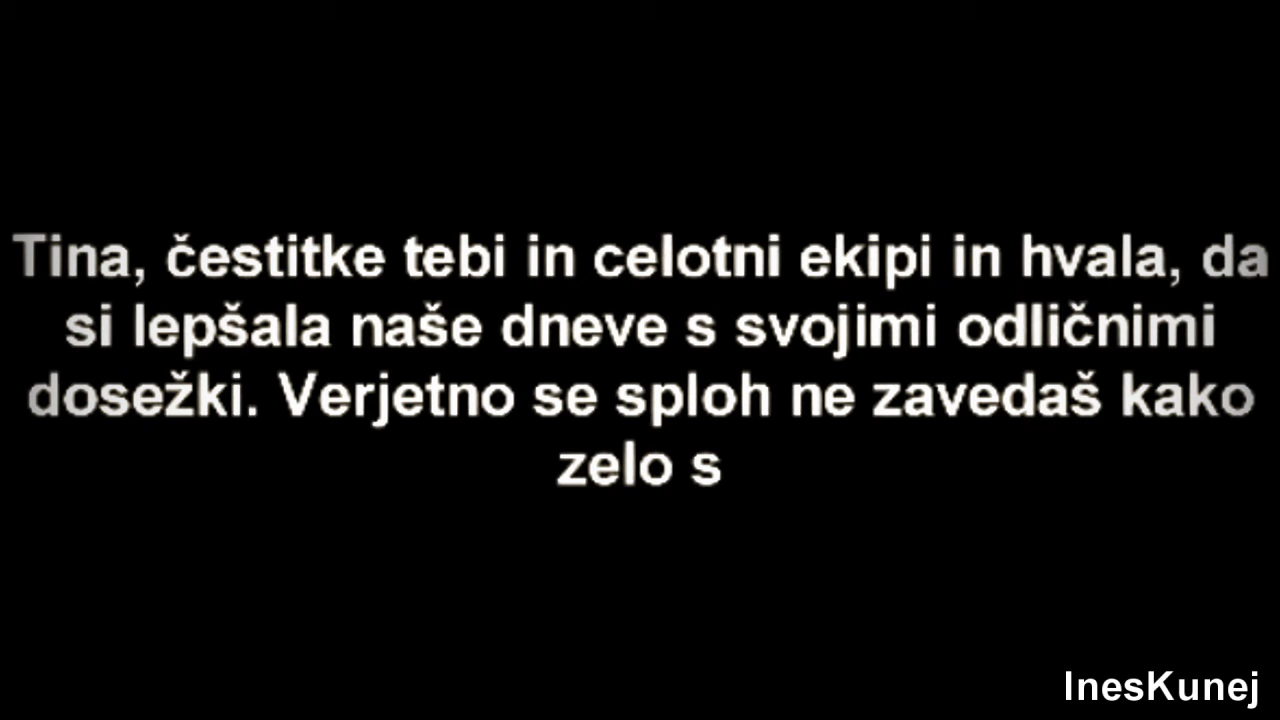 Tina, čestitke tebi in celotni ekipi in hvala, da
si lepšala naše dneve s svojimi odličnimi
dosežki. Verjetno se sploh ne zavedaš kako
zelo s
InesKunej